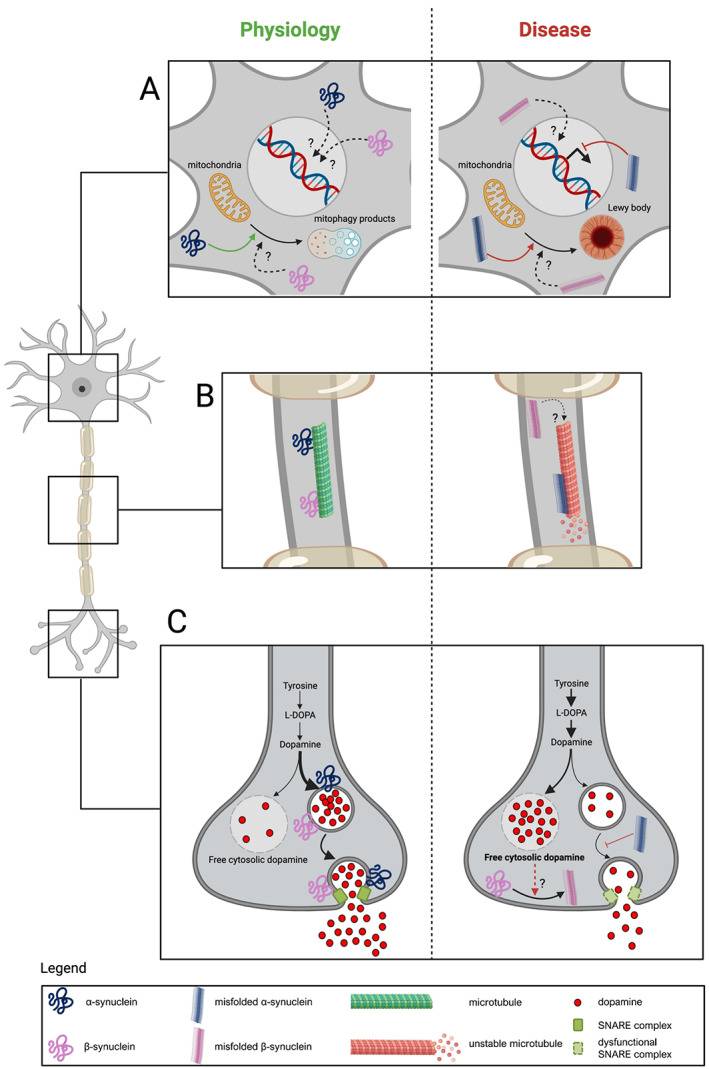 Physiology
Disease
A
?
?
mitochondria
mitophagy products
?
?
mitochondria
Lewy body
?
B
?
C
Tyrosine
L-DOPA
Dopamine
Free cytosolic dopamine
Tyrosine
L-DOPA
Dopamine
Free cytosolic dopamine
?
Legend
α-synuclein
misfolded α-synuclein
microtubule
dopamine
SNARE complex
β-synuclein
misfolded β-synuclein
unstable microtubule
dysfunctional
SNARE complex